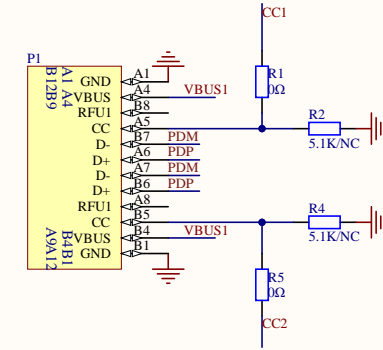 CC1
P1
A1 A4
B12B9
GND A1
VBUS A4 VBUS1
RFU1 B8
CC A5
D- B7 PDM
D+ A6 PDP
D- A7 PDM
D+ B6 PDP
RFU1 A8
CC B5
VBUS B4 VBUS1
GND B1
B4B1
A9A12
R1
0Ω
R2
5.1K/NC
R4
5.1K/NC
R5
0Ω
CC2